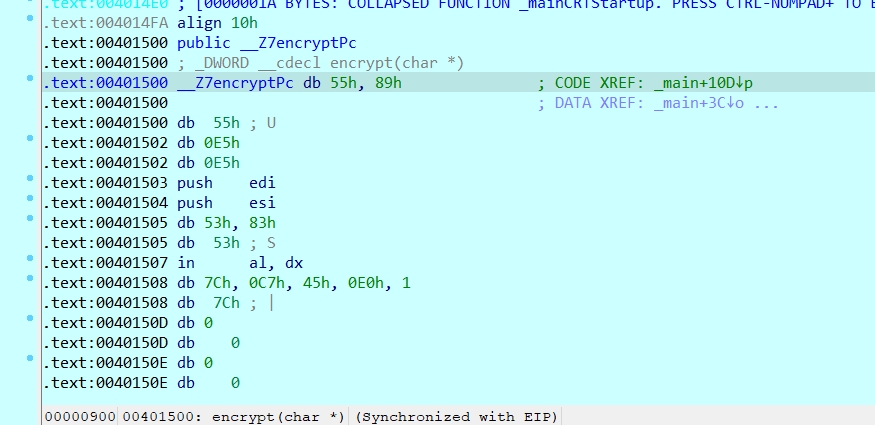 .text:004014E0 ; [0000001A BYTES: COLLAPSED FUNCTION _mainCRTStartup. PRESS CTRL-NUMPAD+ TO E
.text:004014FA align 10h
.text:00401500 public __Z7encryptPc
.text:00401500 ; _DWORD __cdecl encrypt(char *)
.text:00401500 __Z7encryptPc db 55h, 89h ; CODE XREF: _main+10D↓p
.text:00401500 ; DATA XREF: _main+3C↓o ...
.text:00401500 db 55h ; U
.text:00401502 db 0E5h
.text:00401502 db 0E5h
.text:00401503 push edi
.text:00401504 push esi
.text:00401505 db 53h, 83h
.text:00401505 db 53h ; S
.text:00401507 in al, dx
.text:00401508 db 7Ch, 0C7h, 45h, 0E0h, 1
.text:00401508 db 7Ch ; |
.text:0040150D db 0
.text:0040150D db 0
.text:0040150E db 0
.text:0040150E db 0
00000900 00401500: encrypt(char *) (Synchronized with EIP)